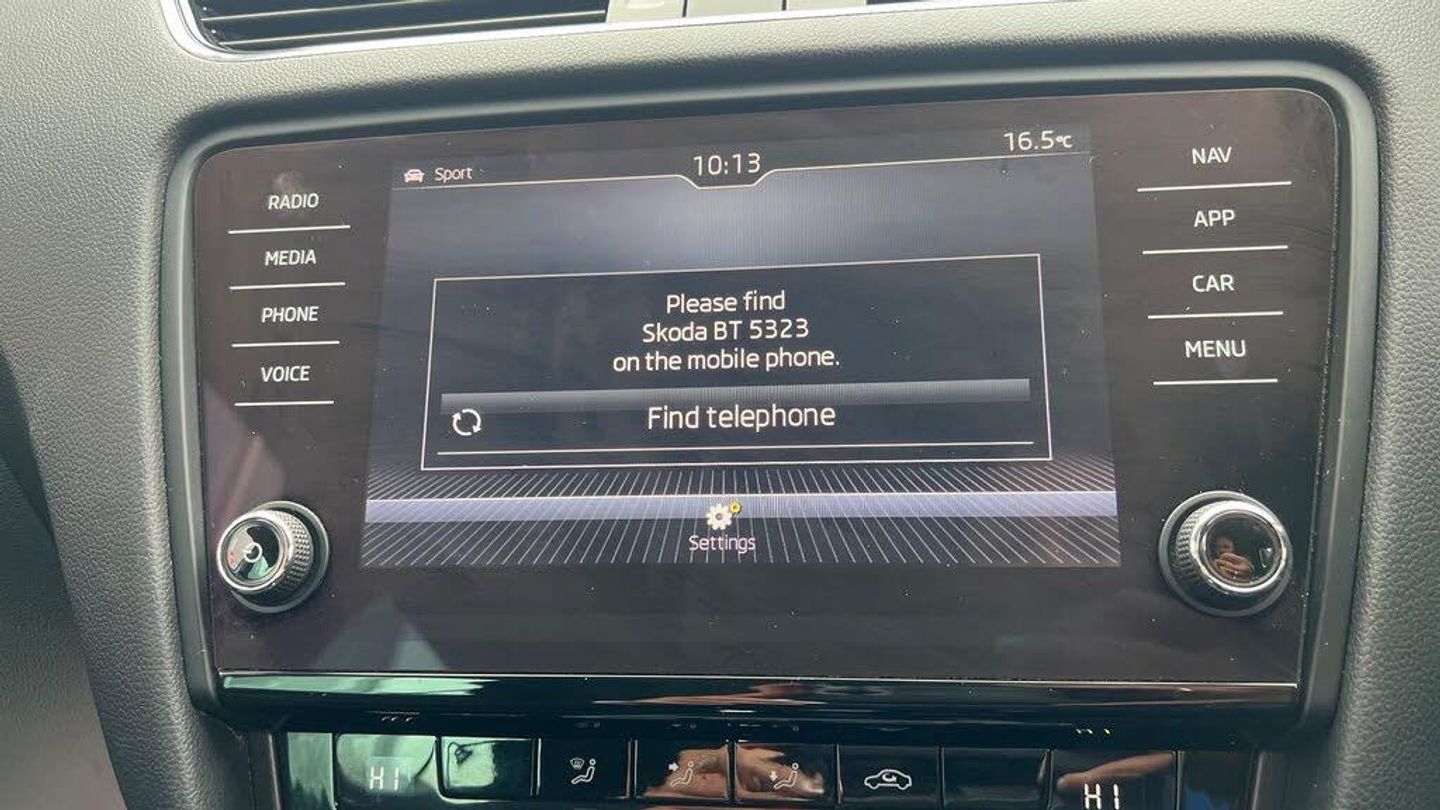 Sport
10:13
16.5°C
RADIO
MEDIA
PHONE
VOICE
Please find
Skoda BT 5323
on the mobile phone.
Find telephone
Settings
NAV
APP
CAR
MENU
HI
HI